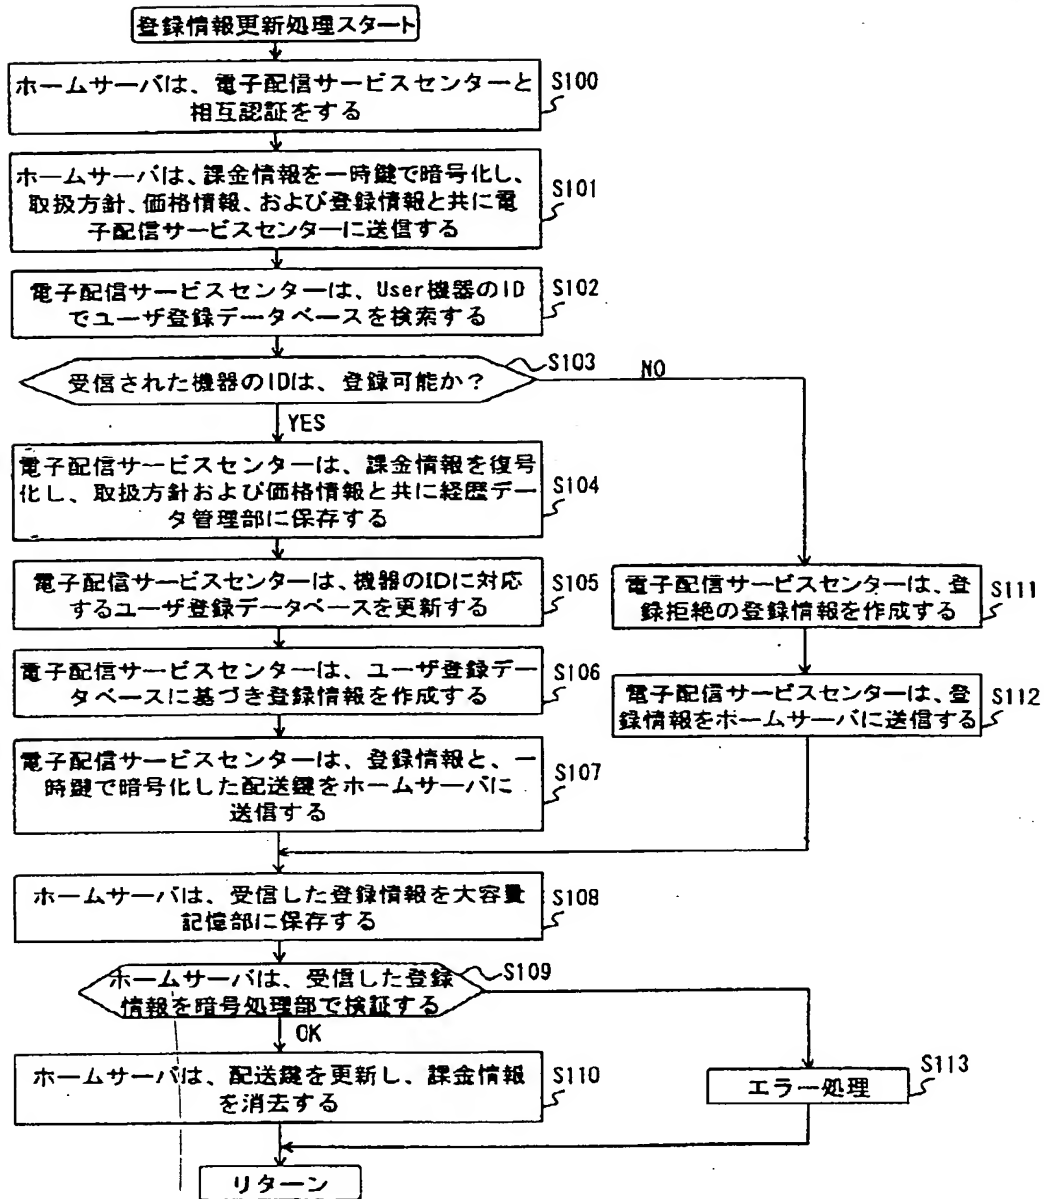 登録情報更新処理スタート
ホームサーバは、電子配信サービスセンターと
相互認証をする
S100
ホームサーバは、課金情報を一時鍵で暗号化し、
取扱方針、価格情報、および登録情報と共に電
子配信サービスセンターに送信する
S101
電子配信サービスセンターは、User機器のID
でユーザ登録データベースを検索する
S102
受信された機器のIDは、登録可能か？
S103
NO
YES
電子配信サービスセンターは、課金情報を復号
化し、取扱方針および価格情報と共に経歴デー
タ管理部に保存する
S104
電子配信サービスセンターは、機器のIDに対応
するユーザ登録データベースを更新する
S105
電子配信サービスセンターは、登
録拒絶の登録情報を作成する
S111
電子配信サービスセンターは、ユーザ登録デー
タベースに基づき登録情報を作成する
S106
電子配信サービスセンターは、登
録情報をホームサーバに送信する
S112
電子配信サービスセンターは、登録情報と、一
時鍵で暗号化した配送鍵をホームサーバに
送信する
S107
ホームサーバは、受信した登録情報を大容量
記憶部に保存する
S108
ホームサーバは、受信した登録
情報を暗号処理部で検証する
S109
OK
ホームサーバは、配送鍵を更新し、課金情報
を消去する
S110
エラー処理
S113
リターン